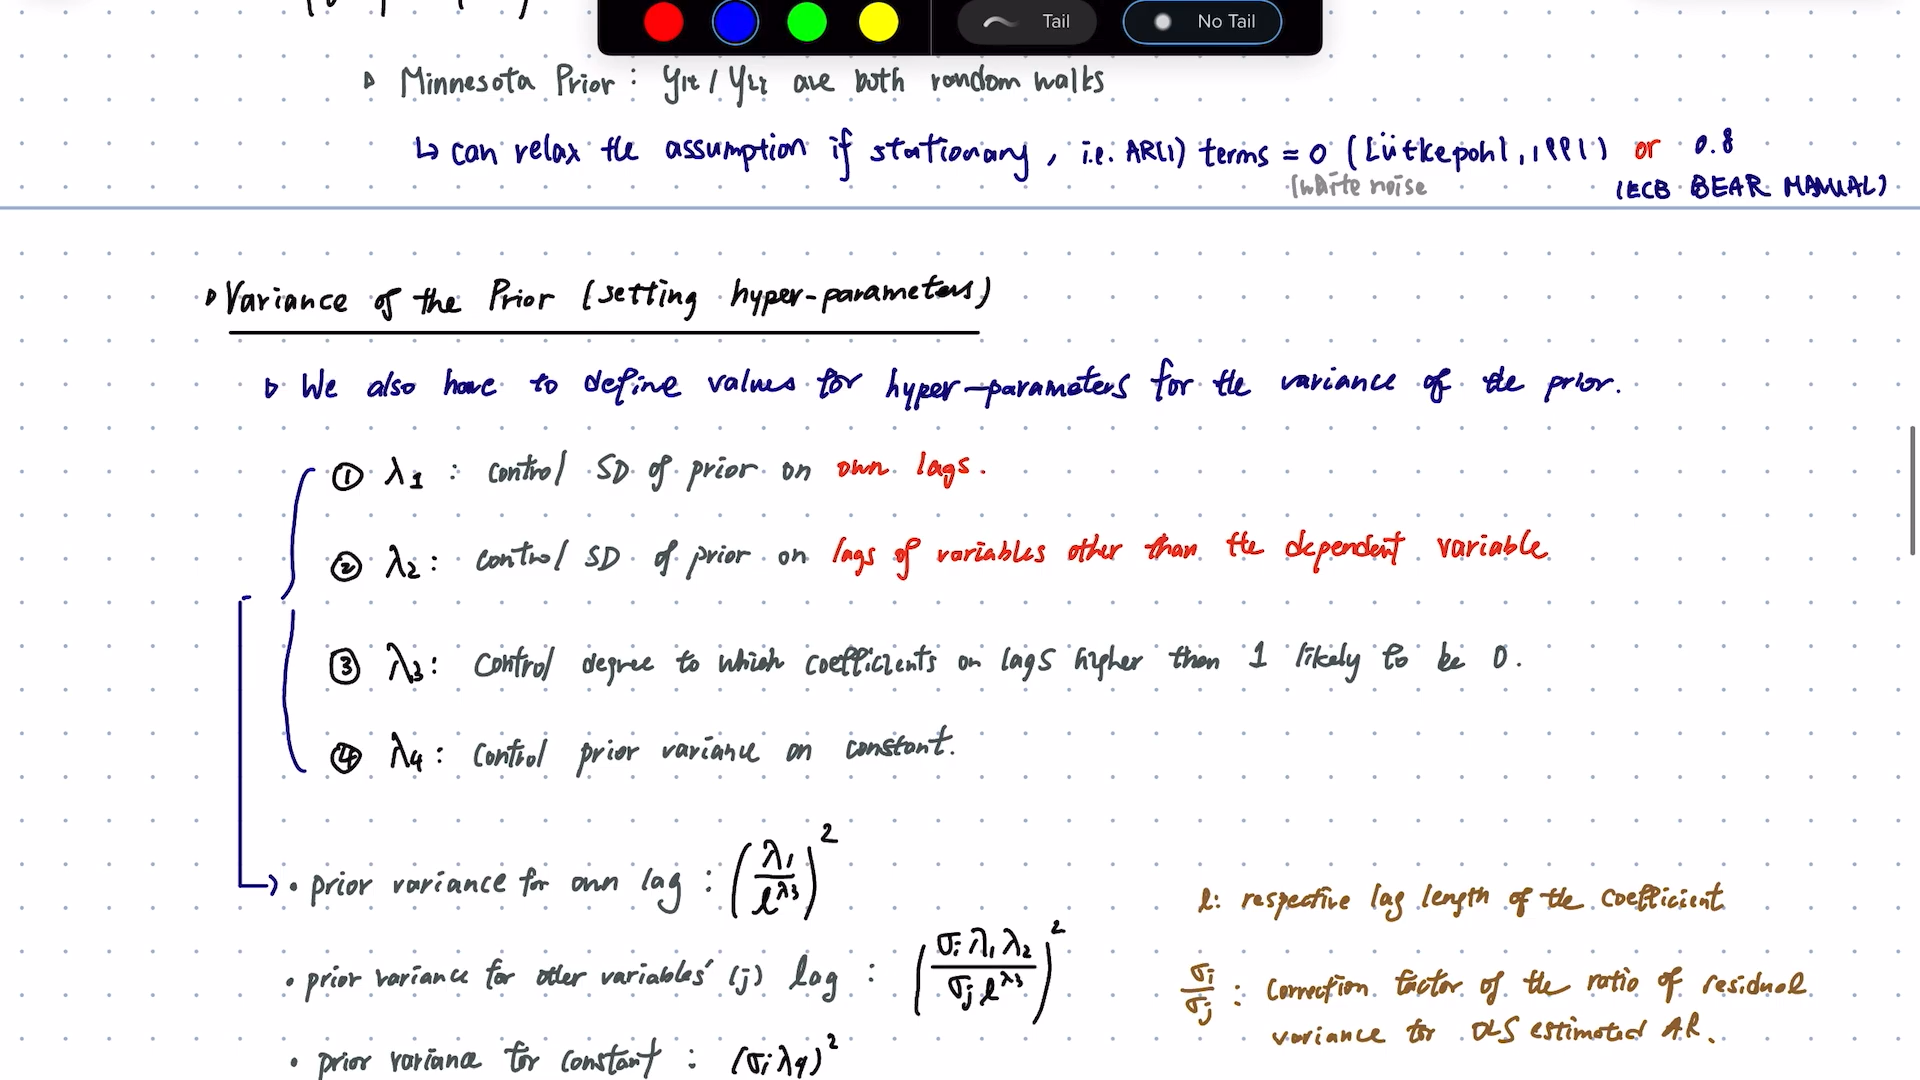 Tail No Tail
▷ Minnesota Prior : y1t / y2t are both random walks
↳ can relax the assumption if stationary, i.e. AR(1) terms = 0 (Lütkepohl, 1991) or 0.8
(white noise (ECB BEAR MANUAL)
▷ Variance of the Prior (setting hyper-parameters)
▷ We also have to define values for hyper-parameters for the variance of the prior.
① λ1 : control SD of prior on own lags.
② λ2 : control SD of prior on lags of variables other than the dependent variable
③ λ3 : control degree to which coefficients on lags higher than 1 likely to be 0.
④ λ4 : control prior variance on constant.
• prior variance for own lag : (λ1 / l^λ3)^2
l: respective lag length of the coefficient
• prior variance for other variables' (j) lag : (σi λ1 λ2 / σj l^λ3)^2
σi / σj : correction factor of the ratio of residual
variance for OLS estimated AR.
• prior variance for constant : (σi λ4)^2